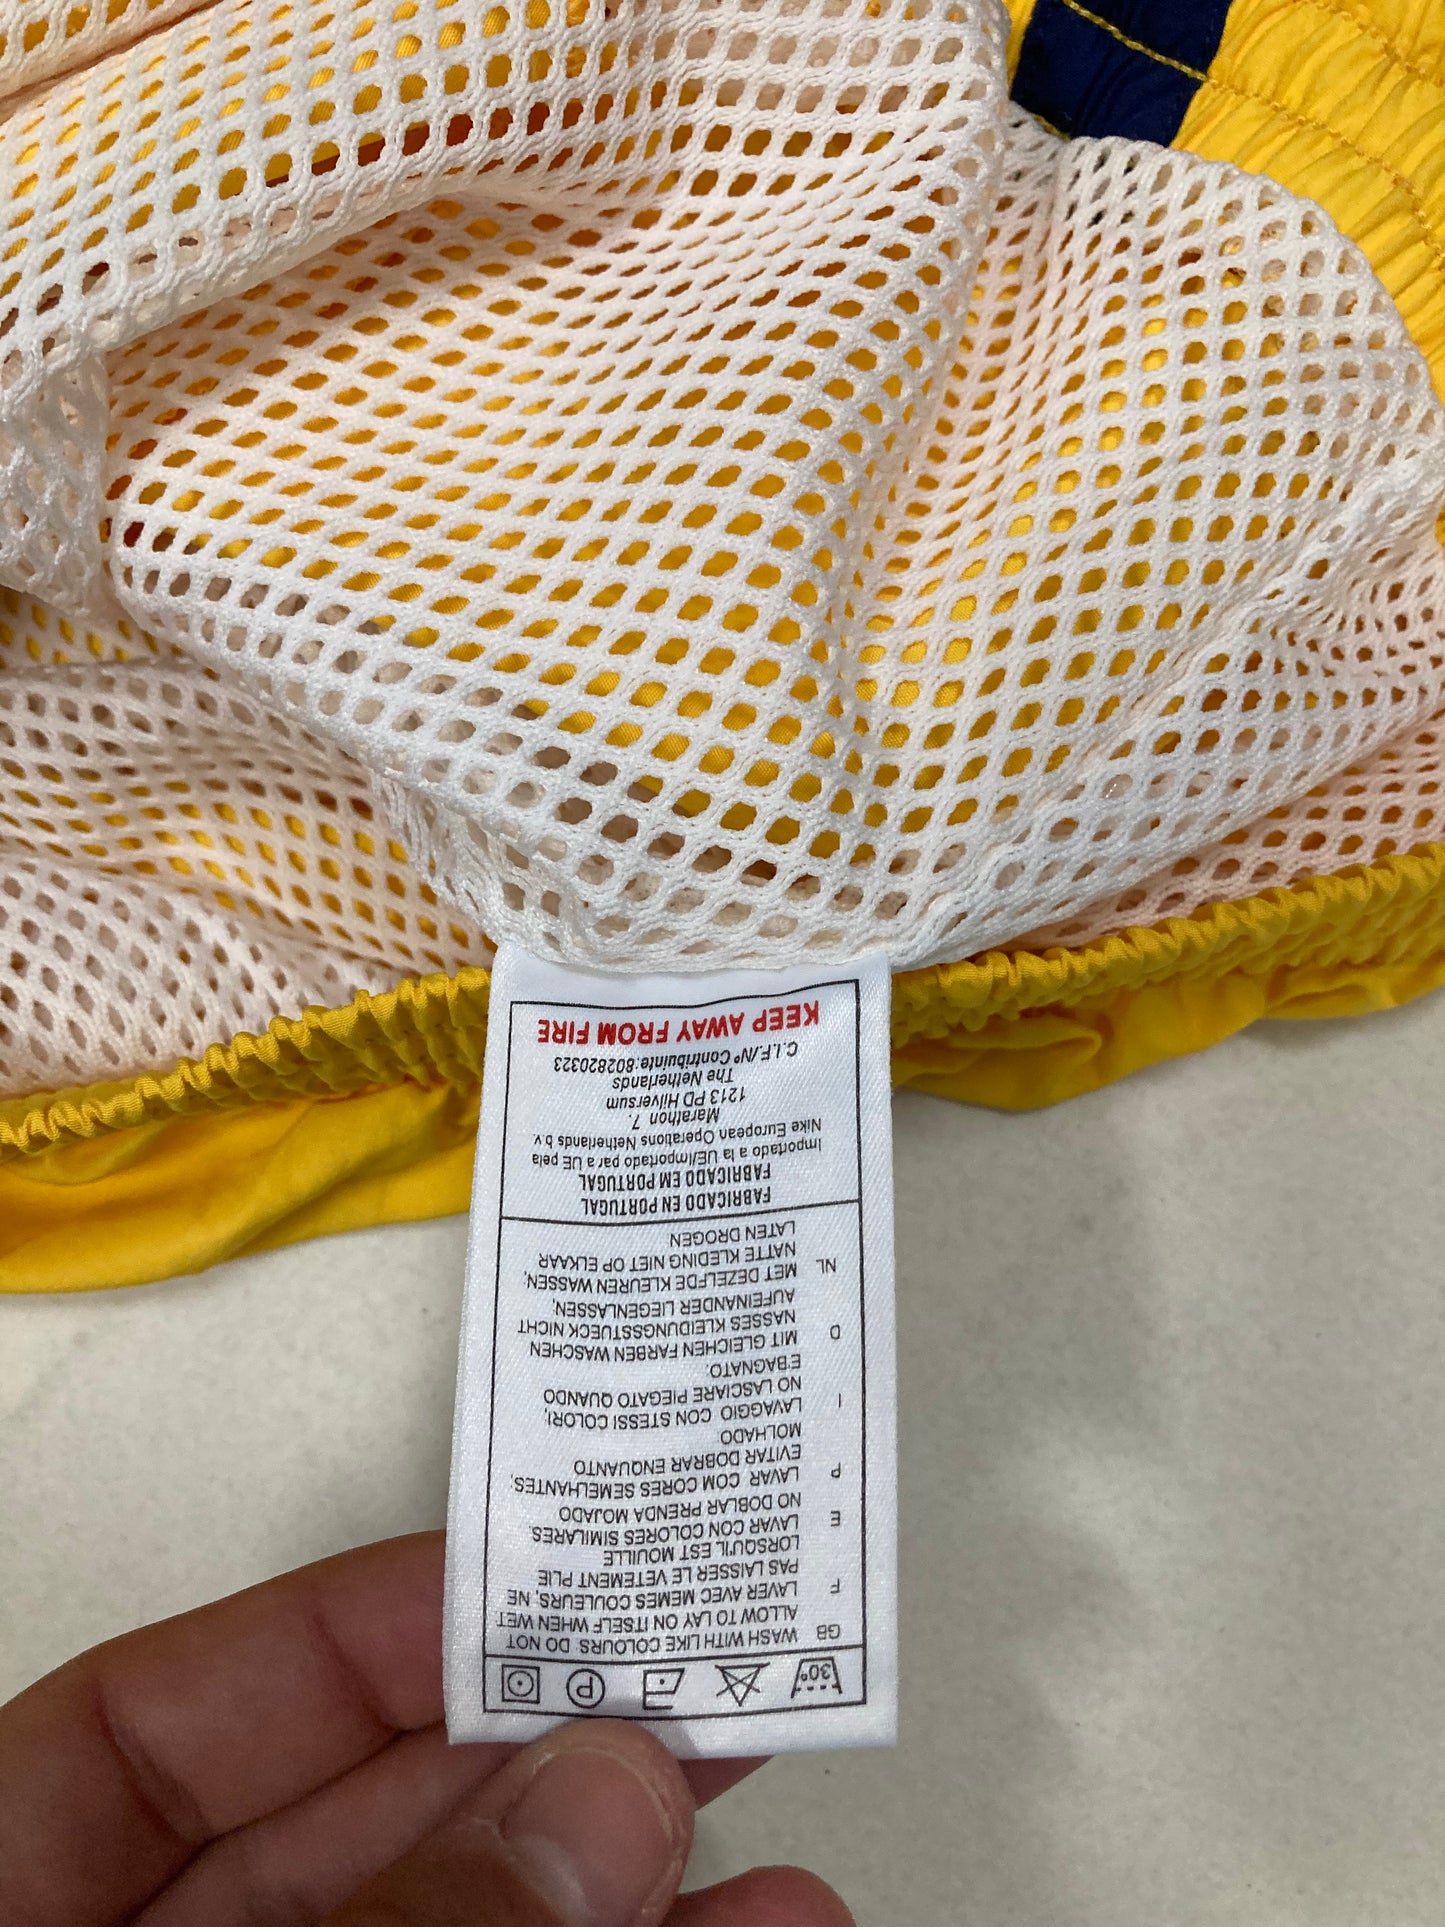 30°
P
GB WASH WITH LIKE COLOURS: DO NOT
ALLOW TO LAY ON ITSELF WHEN WET
F LAVER AVEC MEMES COULEURS, NE
PAS LAISSER LE VETEMENT PLIE
LORSQU'IL EST MOUILLE
E LAVAR CON COLORES SIMILARES.
NO DOBLAR PRENDA MOJADO
P LAVAR COM CORES SEMELHANTES,
EVITAR DOBRAR ENQUANTO
MOLHADO
I LAVAGGIO CON STESSI COLORI;
NO LASCIARE PIEGATO QUANDO
E'BAGNATO.
D MIT GLEICHEN FARBEN WASCHEN
NASSES KLEIDUNGSSTUECK NICHT
AUFEINANDER LIEGENLASSEN;
NL MET DEZELFDE KLEUREN WASSEN,
NATTE KLEDING NIET OP ELKAAR
LATEN DROGEN
FABRICADO EN PORTUGAL
FABRICADO EM PORTUGAL
Importado a la UE/Importado para a UE pela
Nike European Operations Netherlands b.v.
Marathon 7.
1213 PD Hilversum
The Netherlands
C.I.F./Nº Contribuinte:802820323
KEEP AWAY FROM FIRE